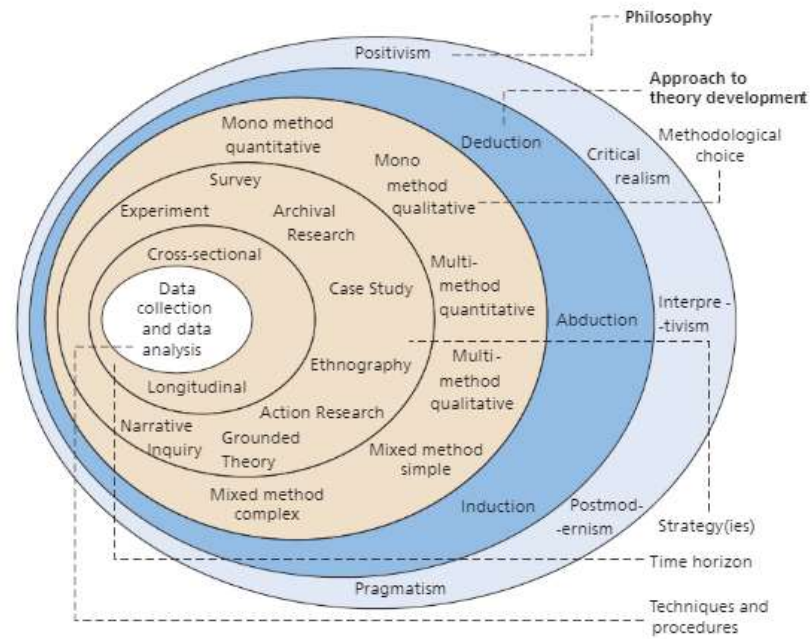 Philosophy
Positivism
Approach to
theory development
Mono method
quantitative
Deduction
Methodological
choice
Critical
realism
Mono
method
qualitative
Survey
Experiment
Archival
Research
Cross-sectional
Data
collection
and data
analysis
Case Study
Multi-
method
quantitative
Interpre -
-tivism
Abduction
Ethnography
Multi-
method
qualitative
Longitudinal
Action Research
Narrative
Inquiry
Grounded
Theory
Mixed method
simple
Mixed method
complex
Induction
Postmod-
-ernism
Strategy(ies)
Time horizon
Pragmatism
Techniques and
procedures